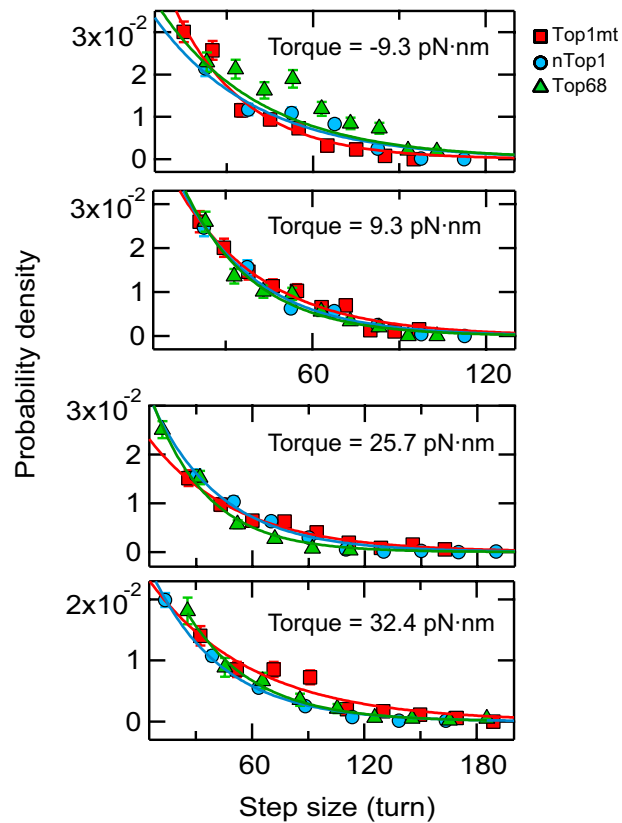 3x10-2
2
1
0
Torque = -9.3 pN·nm
Top1mt
nTop1
Top68
3x10-2
2
1
0
Torque = 9.3 pN·nm
60
120
Probability density
3x10-2
2
1
0
Torque = 25.7 pN·nm
2x10-2
1
0
Torque = 32.4 pN·nm
60
120
180
Step size (turn)